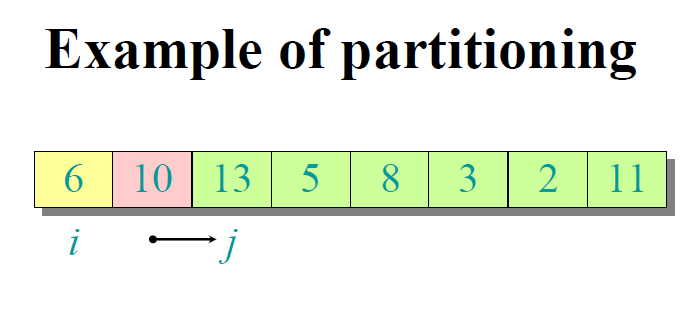 Example of partitioning
6 10 13 5 8 3 2 11
i j